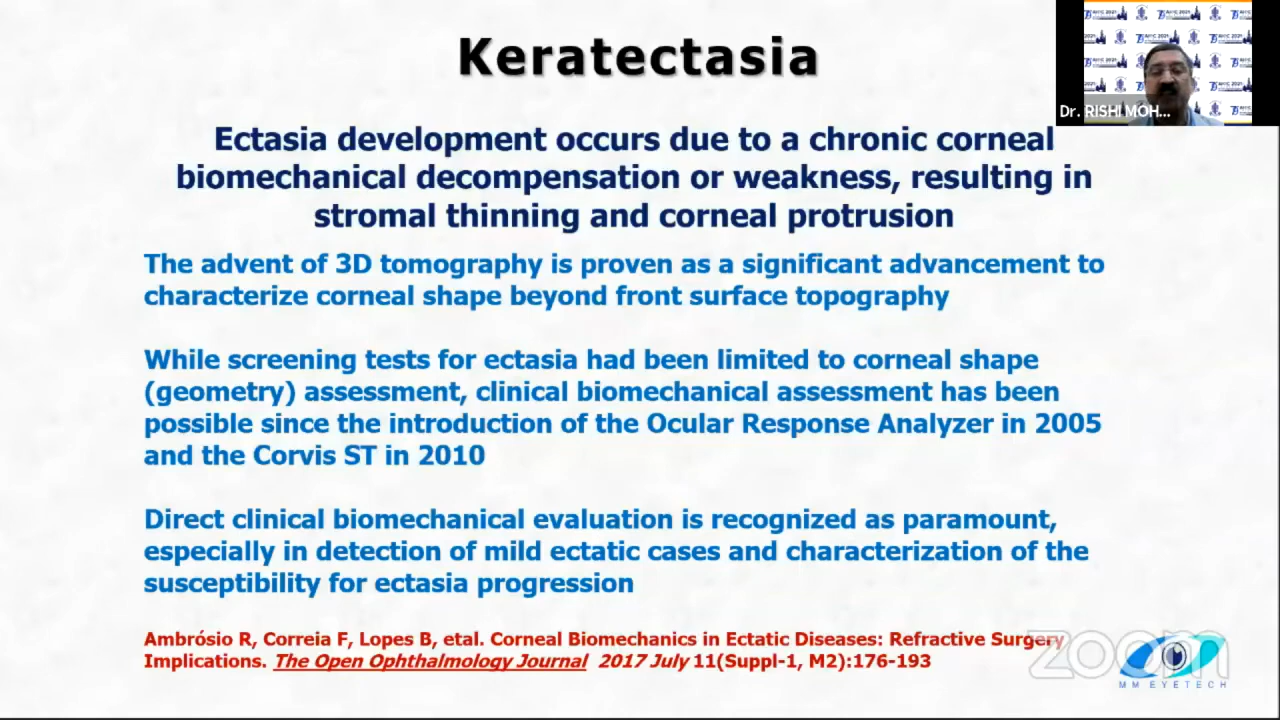 Keratectasia
Dr. RISHI MOH...
Ectasia development occurs due to a chronic corneal
biomechanical decompensation or weakness, resulting in
stromal thinning and corneal protrusion
The advent of 3D tomography is proven as a significant advancement to
characterize corneal shape beyond front surface topography
While screening tests for ectasia had been limited to corneal shape
(geometry) assessment, clinical biomechanical assessment has been
possible since the introduction of the Ocular Response Analyzer in 2005
and the Corvis ST in 2010
Direct clinical biomechanical evaluation is recognized as paramount,
especially in detection of mild ectatic cases and characterization of the
susceptibility for ectasia progression
Ambrósio R, Correia F, Lopes B, etal. Corneal Biomechanics in Ectatic Diseases: Refractive Surgery
Implications. The Open Ophthalmology Journal 2017 July 11(Suppl-1, M2):176-193
zoom
MM EYETECH